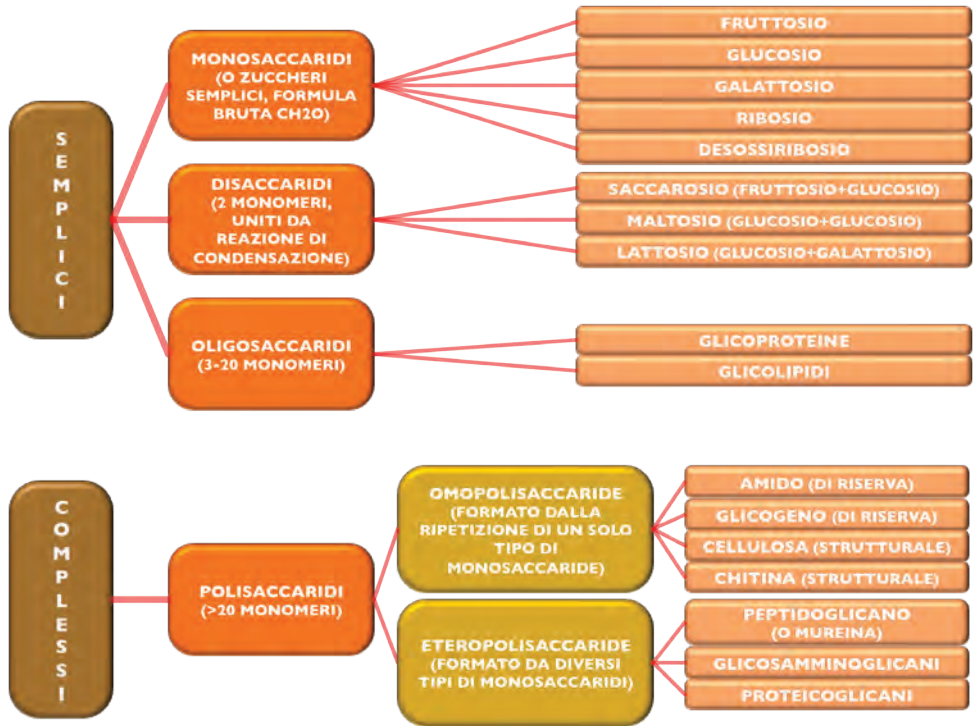 SEMPLICI
MONOSACCARIDI
(O ZUCCHERI
SEMPLICI, FORMULA
BRUTA CH2O)
FRUTTOSIO
GLUCOSIO
GALATTOSIO
RIBOSIO
DESOSSIRIBOSIO
DISACCARIDI
(2 MONOMERI,
UNITI DA
REAZIONE DI
CONDENSAZIONE)
SACCAROSIO (FRUTTOSIO+GLUCOSIO)
MALTOSIO (GLUCOSIO+GLUCOSIO)
LATTOSIO (GLUCOSIO+GALATTOSIO)
OLIGOSACCARIDI
(3-20 MONOMERI)
GLICOPROTEINE
GLICOLIPIDI
COMPLESSI
POLISACCARIDI
(>20 MONOMERI)
OMOPOLISACCARIDE
(FORMATO DALLA
RIPETIZIONE DI UN SOLO
TIPO DI
MONOSACCARIDE)
AMIDO (DI RISERVA)
GLICOGENO (DI RISERVA)
CELLULOSA (STRUTTURALE)
CHITINA (STRUTTURALE)
ETEROPOLISACCARIDE
(FORMATO DA DIVERSI
TIPI DI MONOSACCARIDI)
PEPTIDOGLICANO
(O MUREINA)
GLICOSAMMINOGLICANI
PROTEICOGLICANI